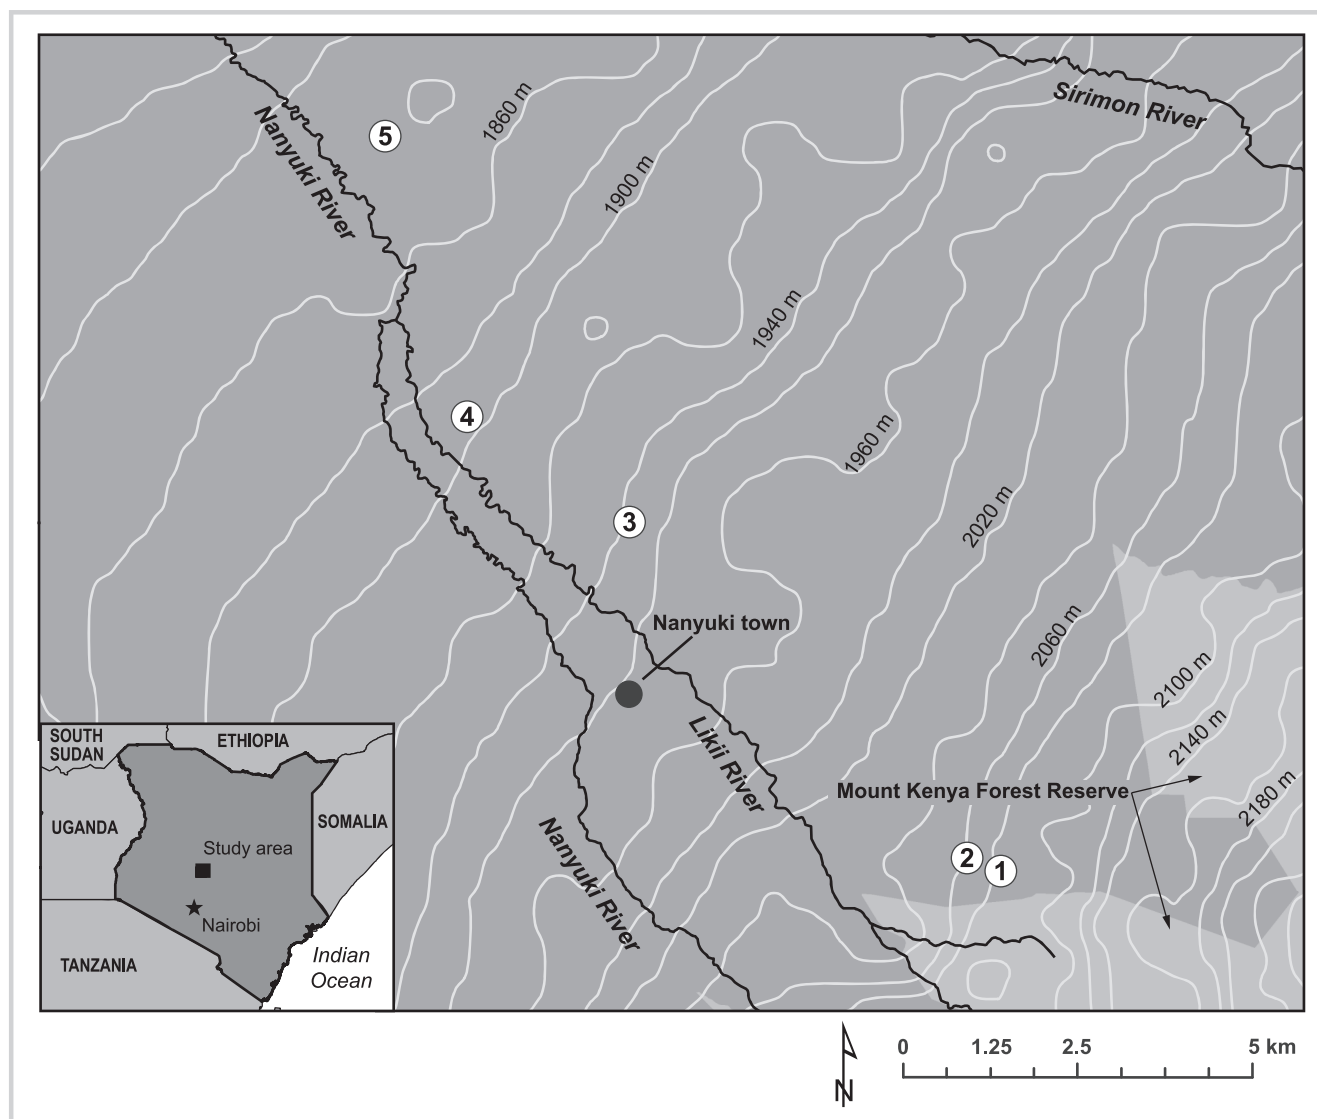 Sirimon River
1860 m
5
Nanyuki River
1900 m
1940 m
4
1960 m
3
2020 m
Nanyuki town
2060 m
2100 m
2140 m
Likii River
Mount Kenya Forest Reserve
2180 m
2
1
Nanyuki River
SOUTH
SUDAN
ETHIOPIA
UGANDA
SOMALIA
Study area
Nairobi
TANZANIA
Indian
Ocean
N
0 1.25 2.5 5 km